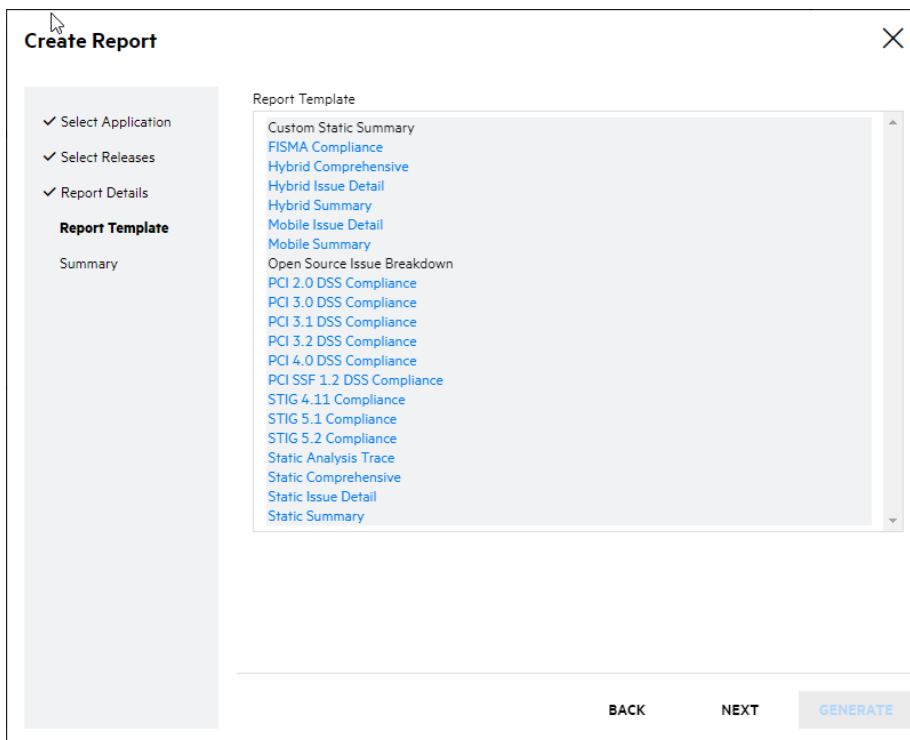 Create Report
Select Application
Select Releases
Report Details
Report Template
Summary
Report Template
Custom Static Summary
FISMA Compliance
Hybrid Comprehensive
Hybrid Issue Detail
Hybrid Summary
Mobile Issue Detail
Mobile Summary
Open Source Issue Breakdown
PCI 2.0 DSS Compliance
PCI 3.0 DSS Compliance
PCI 3.1 DSS Compliance
PCI 3.2 DSS Compliance
PCI 4.0 DSS Compliance
PCI SSF 1.2 DSS Compliance
STIG 4.11 Compliance
STIG 5.1 Compliance
STIG 5.2 Compliance
Static Analysis Trace
Static Comprehensive
Static Issue Detail
Static Summary
BACK NEXT GENERATE